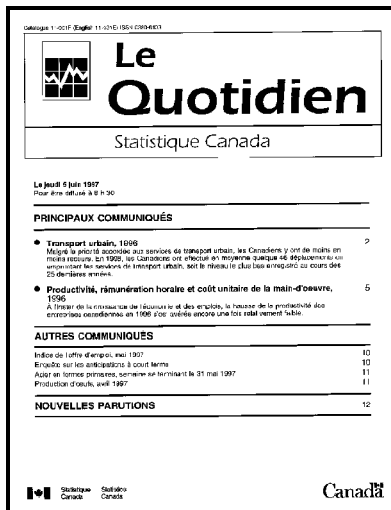 Catalogue 11-001F (English 11-001E) ISSN
Le
Quotidien
Statistique Canada
Le jeudi 5 juin 1997
Pour être diffusé à 8 h 30
PRINCIPAUX COMMUNIQUÉS
● Transport urbain, 1996 2
Malgré la priorité accordée aux services de transport urbain, les Canadiens y ont de moins en
moins recours. En 1996, les Canadiens ont effectué en moyenne quelque 46 déplacements en
empruntant les services de transport urbain, soit le niveau le plus bas enregistré au cours des
25 dernières années.
● Productivité, rémunération horaire et coût unitaire de la main-d'oeuvre, 5
1996
À l'instar de la croissance de l'économie et des emplois, la hausse de la productivité des
entreprises canadiennes en 1996 s'est avérée encore une fois relativement faible.
AUTRES COMMUNIQUÉS
Indice de l'offre d'emploi, mai 1997 10
Enquête sur les anticipations à court terme 10
Acier en formes primaires, semaine se terminant le 31 mai 1997 11
Production d'oeufs, avril 1997 11
NOUVELLES PARUTIONS 12
Statistique Statistics
Canada Canada
Canada